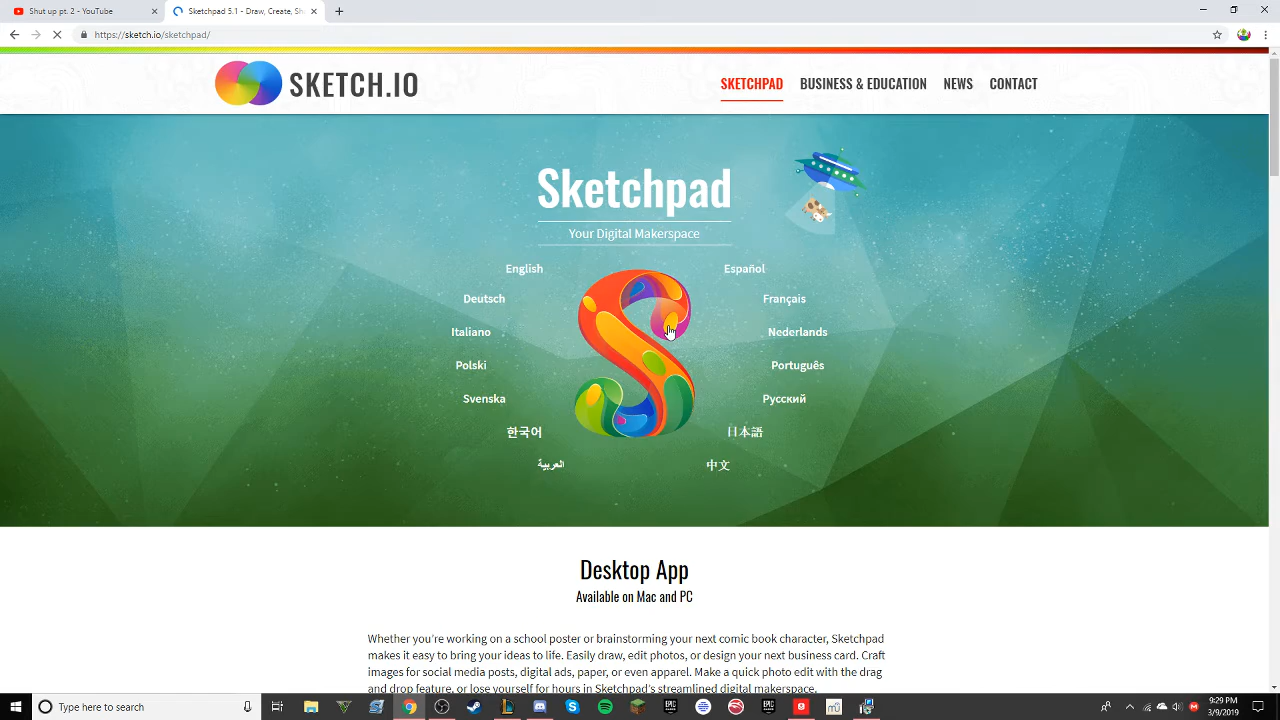 Shut up pt. 2 - YouTube
Sketchpad 5.1 - Draw, Create, Sh
https://sketch.io/sketchpad/
SKETCH.IO
SKETCHPAD BUSINESS & EDUCATION NEWS CONTACT
Sketchpad
Your Digital Makerspace
English Español
Deutsch Français
Italiano Nederlands
Polski Português
Svenska Русский
한국어 日本語
العربية 中文
Desktop App
Available on Mac and PC
Whether you're working on a school poster or brainstorming your next comic book character, Sketchpad
makes it easy to bring your ideas to life. Easily draw, edit photos, or design your next business card. Craft
images for social media posts, digital ads, paper, or even apparel. Make a quick photo edit with the drag
and drop feature, or lose yourself for hours in Sketchpad's streamlined digital makerspace.
Type here to search
9:29 PM
3/9/2019